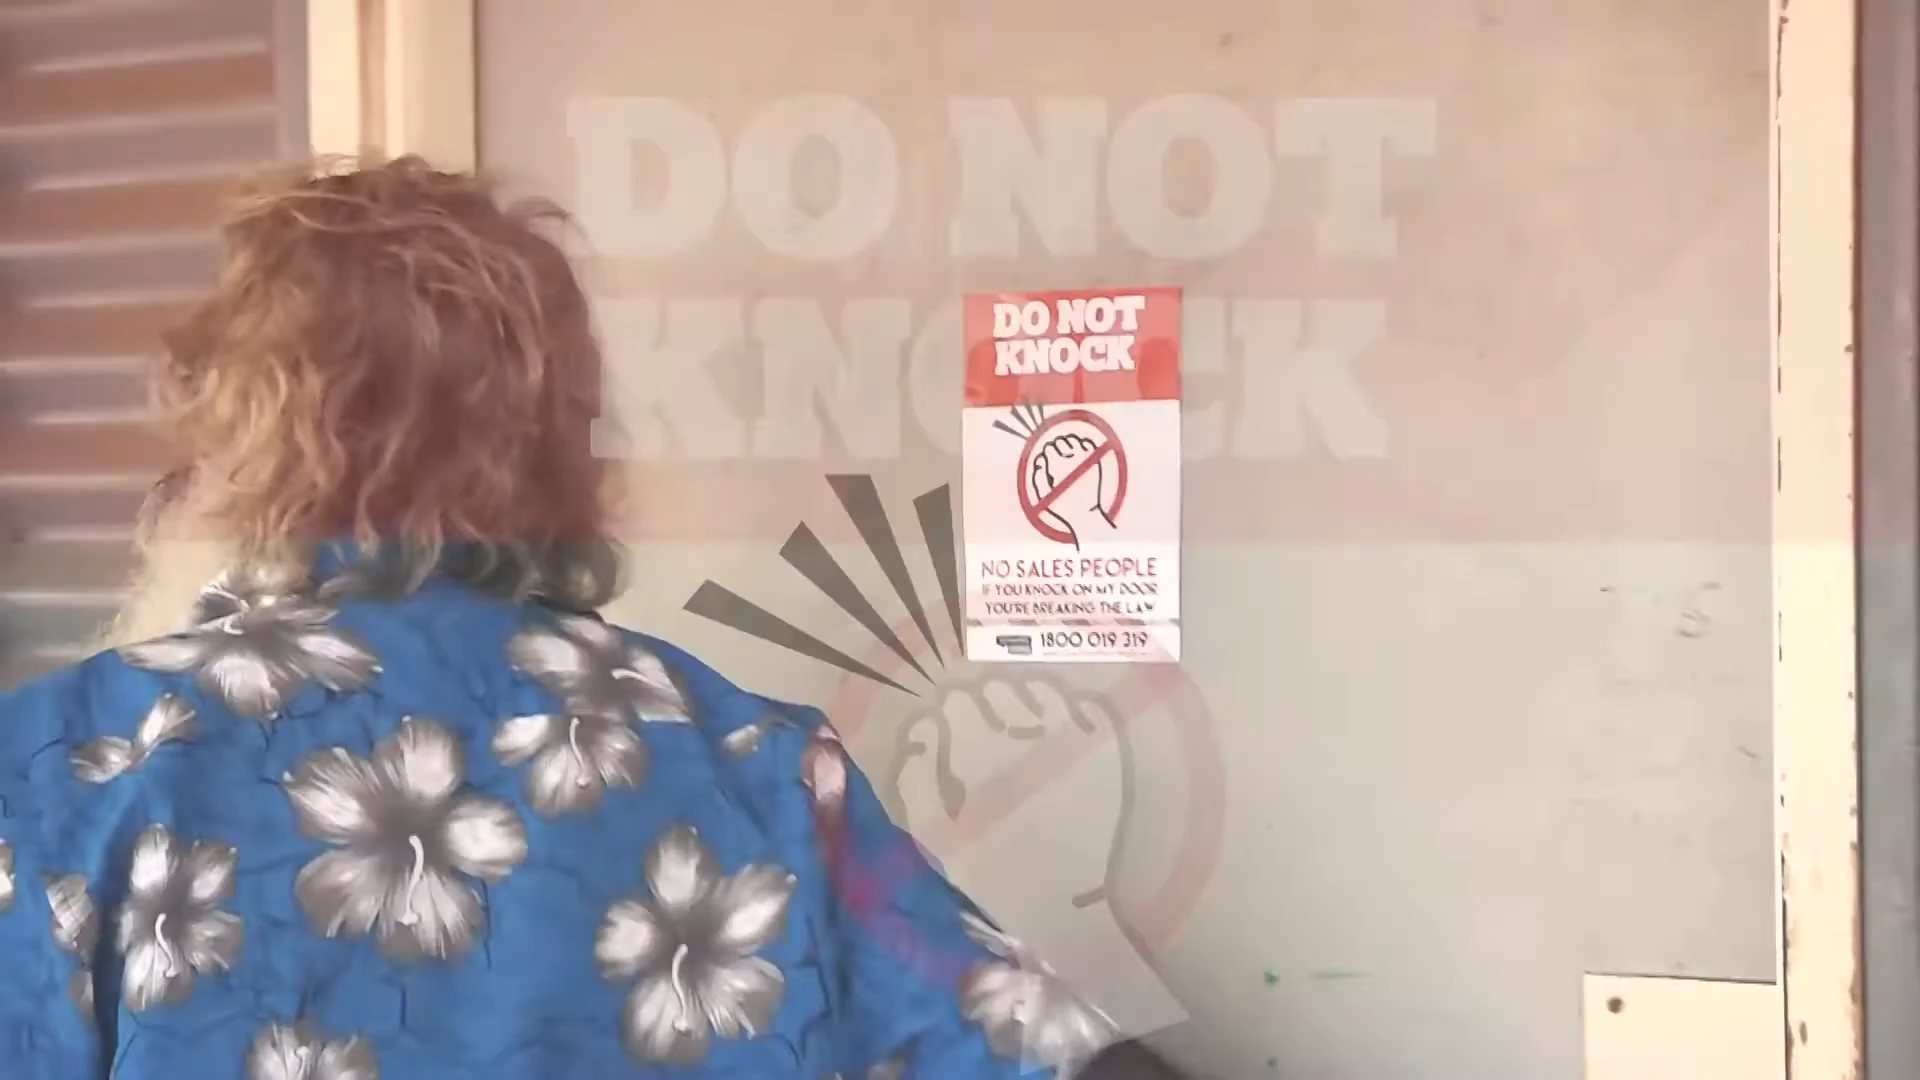 DO NOT
KNOCK
DO NOT
KNOCK
NO SALES PEOPLE
IF YOU KNOCK ON MY DOOR
YOU'RE BREAKING THE LAW
1800 019 319